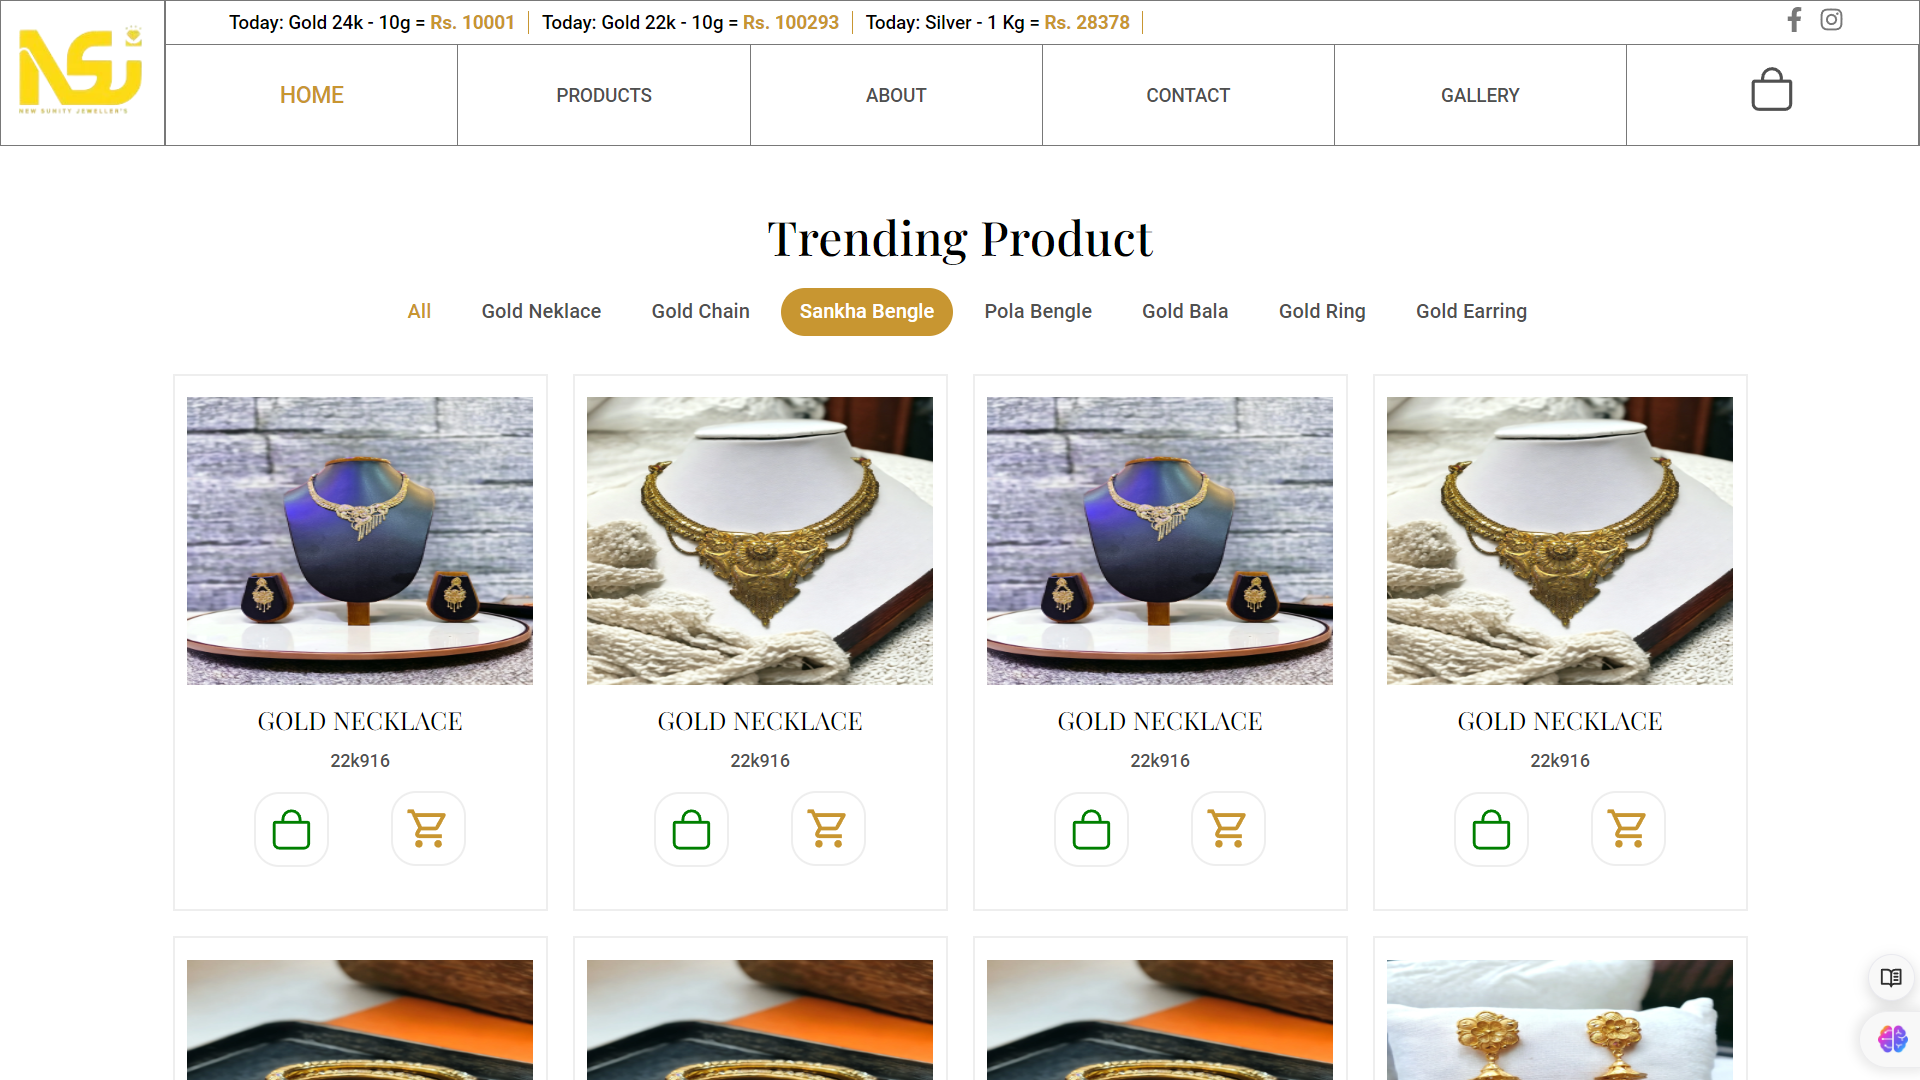 Today: Gold 24k - 10g = Rs. 10001 Today: Gold 22k - 10g = Rs. 100293 Today: Silver - 1 Kg = Rs. 28378
NSJ
NEW SUNITY JEWELLER'S
HOME PRODUCTS ABOUT CONTACT GALLERY
Trending Product
All Gold Neklace Gold Chain Sankha Bengle Pola Bengle Gold Bala Gold Ring Gold Earring
GOLD NECKLACE GOLD NECKLACE GOLD NECKLACE GOLD NECKLACE
22k916 22k916 22k916 22k916